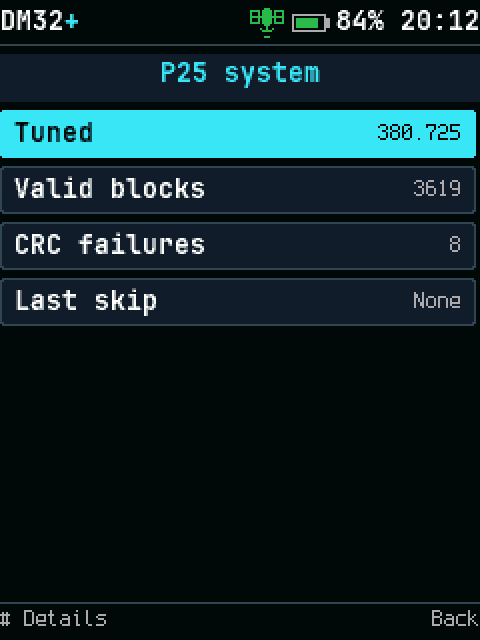 DM32+ 84% 20:12
P25 system
Tuned 380.725
Valid blocks 3619
CRC failures 8
Last skip None
# Details Back